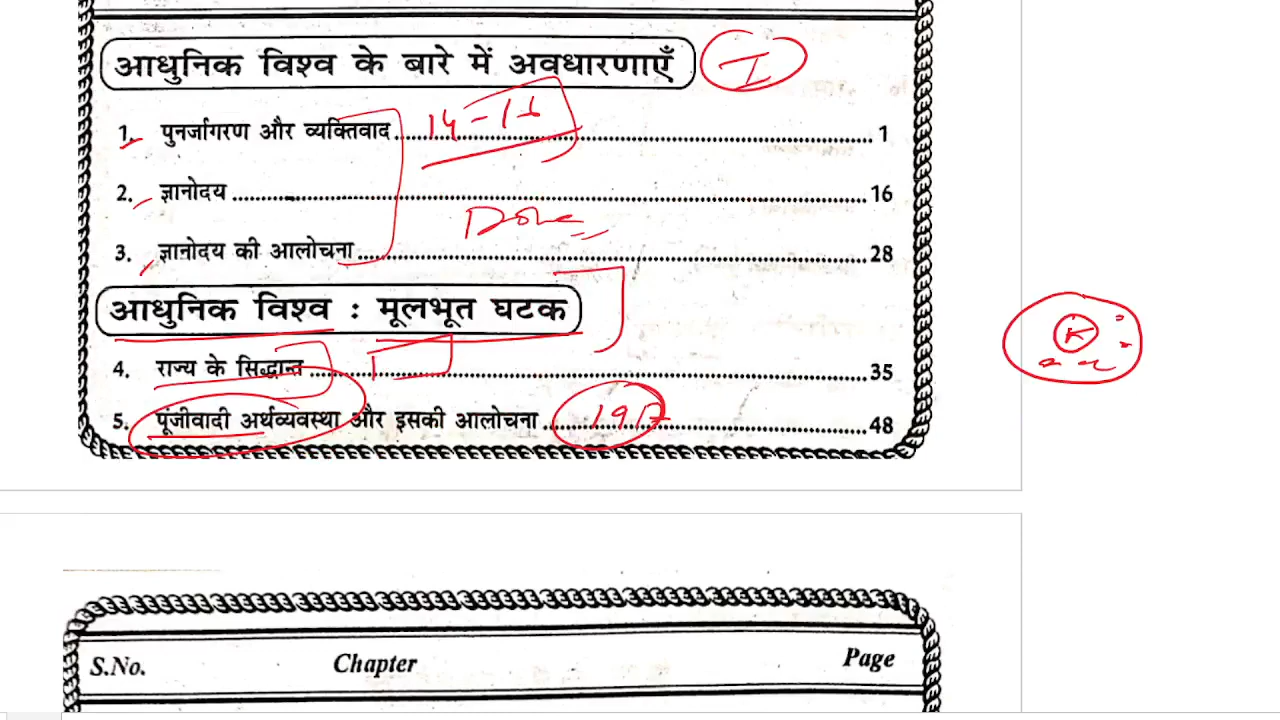 आधुनिक विश्व के बारे में अवधारणाएँ I
1. पुनर्जागरण और व्यक्तिवाद 14-16 1
2. ज्ञानोदय 16
Done
3. ज्ञानोदय की आलोचना 28
आधुनिक विश्व : मूलभूत घटक
K
4. राज्य के सिद्धान्त 35
5. पूंजीवादी अर्थव्यवस्था और इसकी आलोचना 1917 48
S.No. Chapter Page